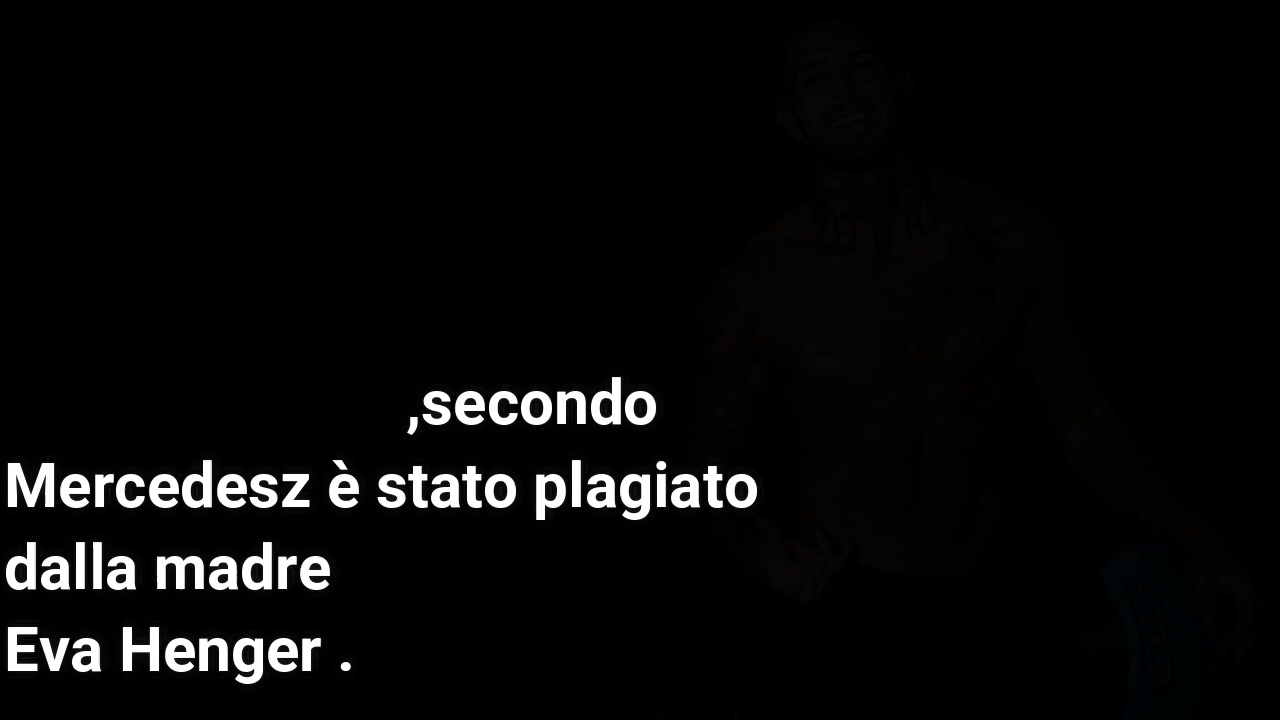 ,secondo
Mercedesz è stato plagiato
dalla madre
Eva Henger .